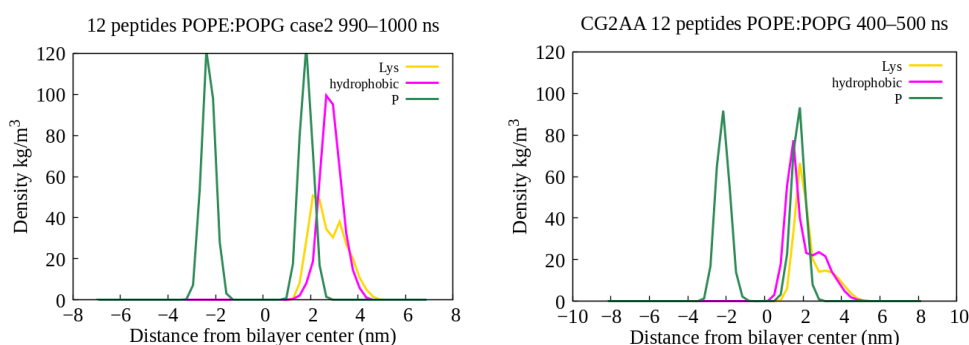 12 peptides POPE:POPG case2 990–1000 ns
Density kg/m³
120
100
80
60
40
20
0
Lys
hydrophobic
P
−8 −6 −4 −2 0 2 4 6 8
Distance from bilayer center (nm)
CG2AA 12 peptides POPE:POPG 400–500 ns
Density kg/m³
120
100
80
60
40
20
0
Lys
hydrophobic
P
−10 −8 −6 −4 −2 0 2 4 6 8 10
Distance from bilayer center (nm)